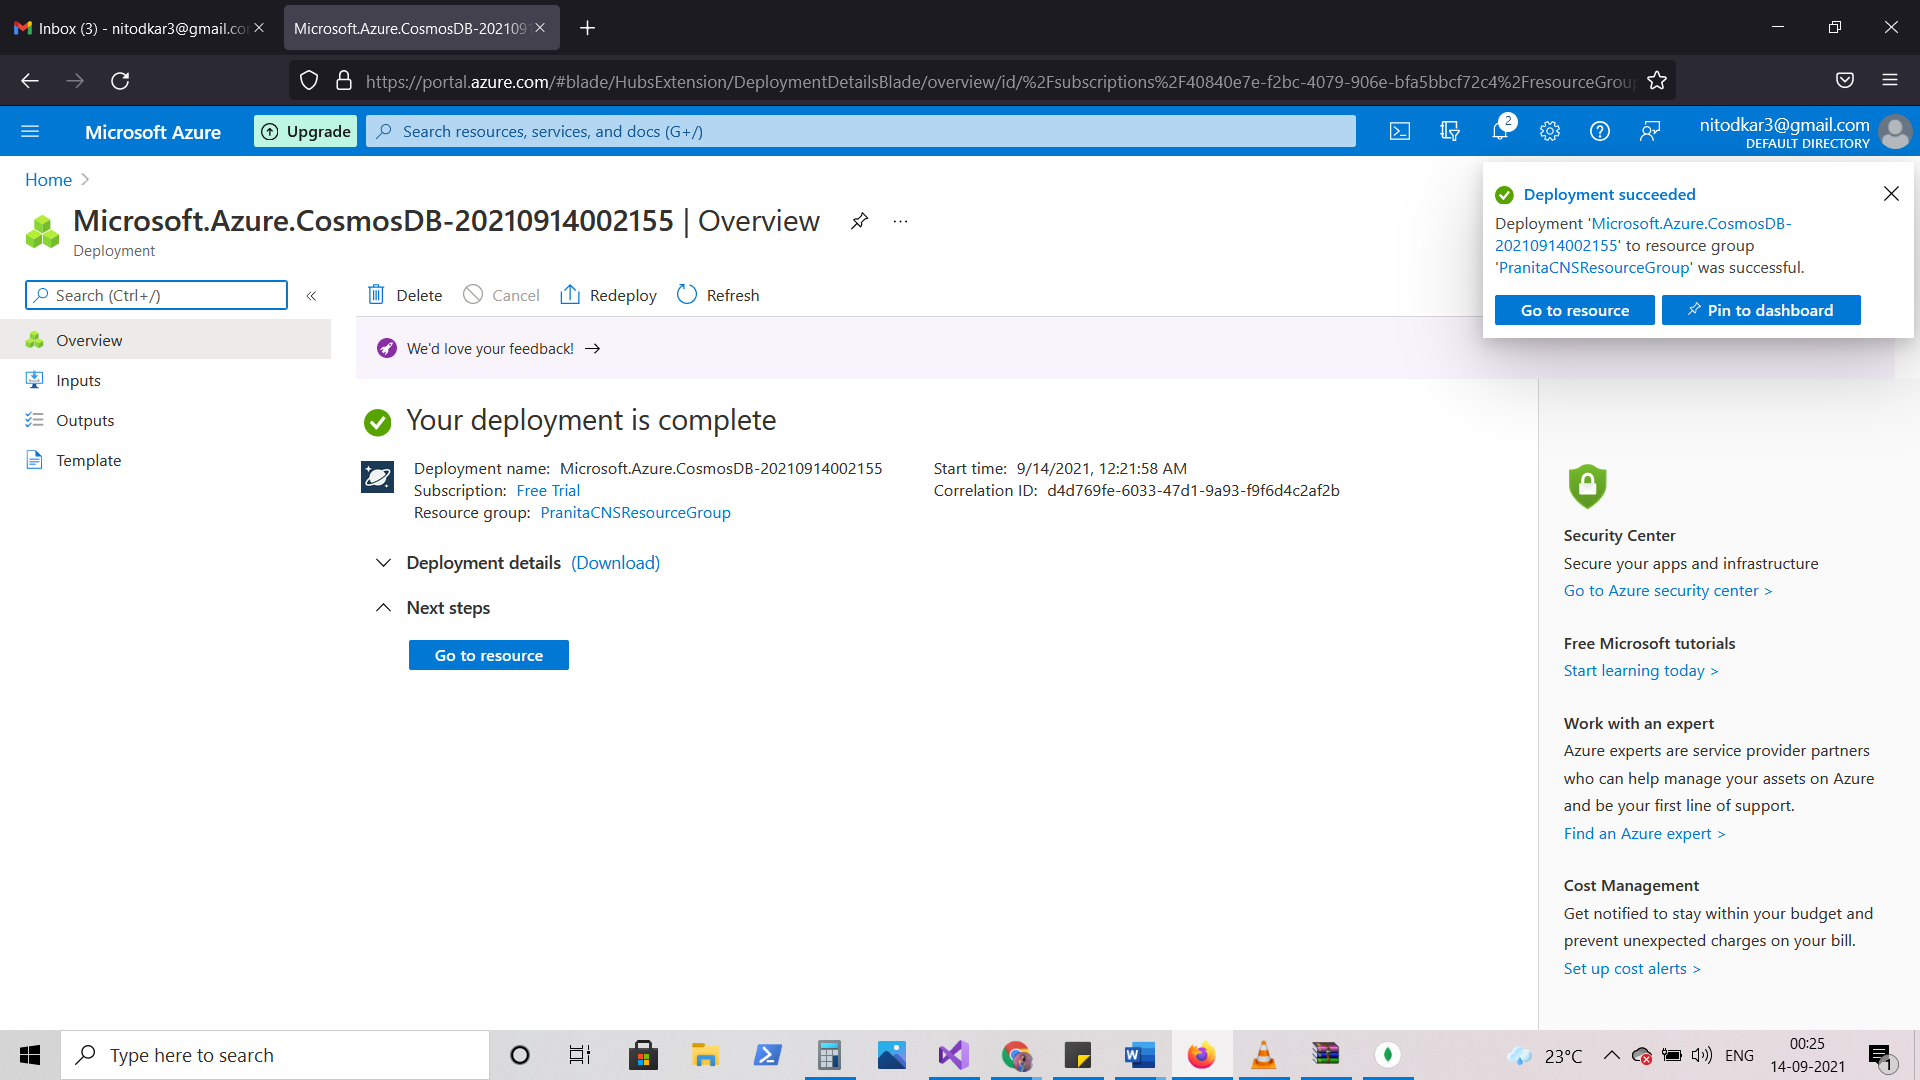 Inbox (3) - nitodkar3@gmail.co
Microsoft.Azure.CosmosDB-202109
https://portal.azure.com/#blade/HubsExtension/DeploymentDetailsBlade/overview/id/%2Fsubscriptions%2F40840e7e-f2bc-4079-906e-bfa5bbcf72c4%2FresourceGroup
Microsoft Azure
Upgrade
Search resources, services, and docs (G+/)
2
nitodkar3@gmail.com
DEFAULT DIRECTORY
Home
Microsoft.Azure.CosmosDB-20210914002155 | Overview
Deployment
Search (Ctrl+/)
Overview
Inputs
Outputs
Template
Delete
Cancel
Redeploy
Refresh
We'd love your feedback!
Deployment succeeded
Deployment 'Microsoft.Azure.CosmosDB-
20210914002155' to resource group
'PranitaCNSResourceGroup' was successful.
Go to resource
Pin to dashboard
Your deployment is complete
Deployment name: Microsoft.Azure.CosmosDB-20210914002155
Subscription: Free Trial
Resource group: PranitaCNSResourceGroup
Start time: 9/14/2021, 12:21:58 AM
Correlation ID: d4d769fe-6033-47d1-9a93-f9f6d4c2af2b
Deployment details (Download)
Next steps
Go to resource
Security Center
Secure your apps and infrastructure
Go to Azure security center >
Free Microsoft tutorials
Start learning today >
Work with an expert
Azure experts are service provider partners
who can help manage your assets on Azure
and be your first line of support.
Find an Azure expert >
Cost Management
Get notified to stay within your budget and
prevent unexpected charges on your bill.
Set up cost alerts >
Type here to search
23°C
ENG
00:25
14-09-2021
1